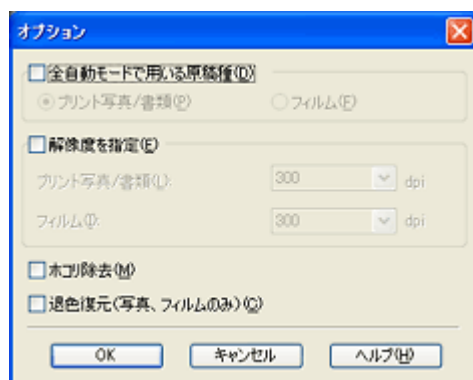 オプション
全自動モードで用いる原稿種(D)
プリント写真/書類(P) フィルム(F)
解像度を指定(E)
プリント写真/書類(L): 300 dpi
フィルム(I): 300 dpi
ホコリ除去(M)
退色復元(写真、フィルムのみ)(C)
OK キャンセル ヘルプ(H)